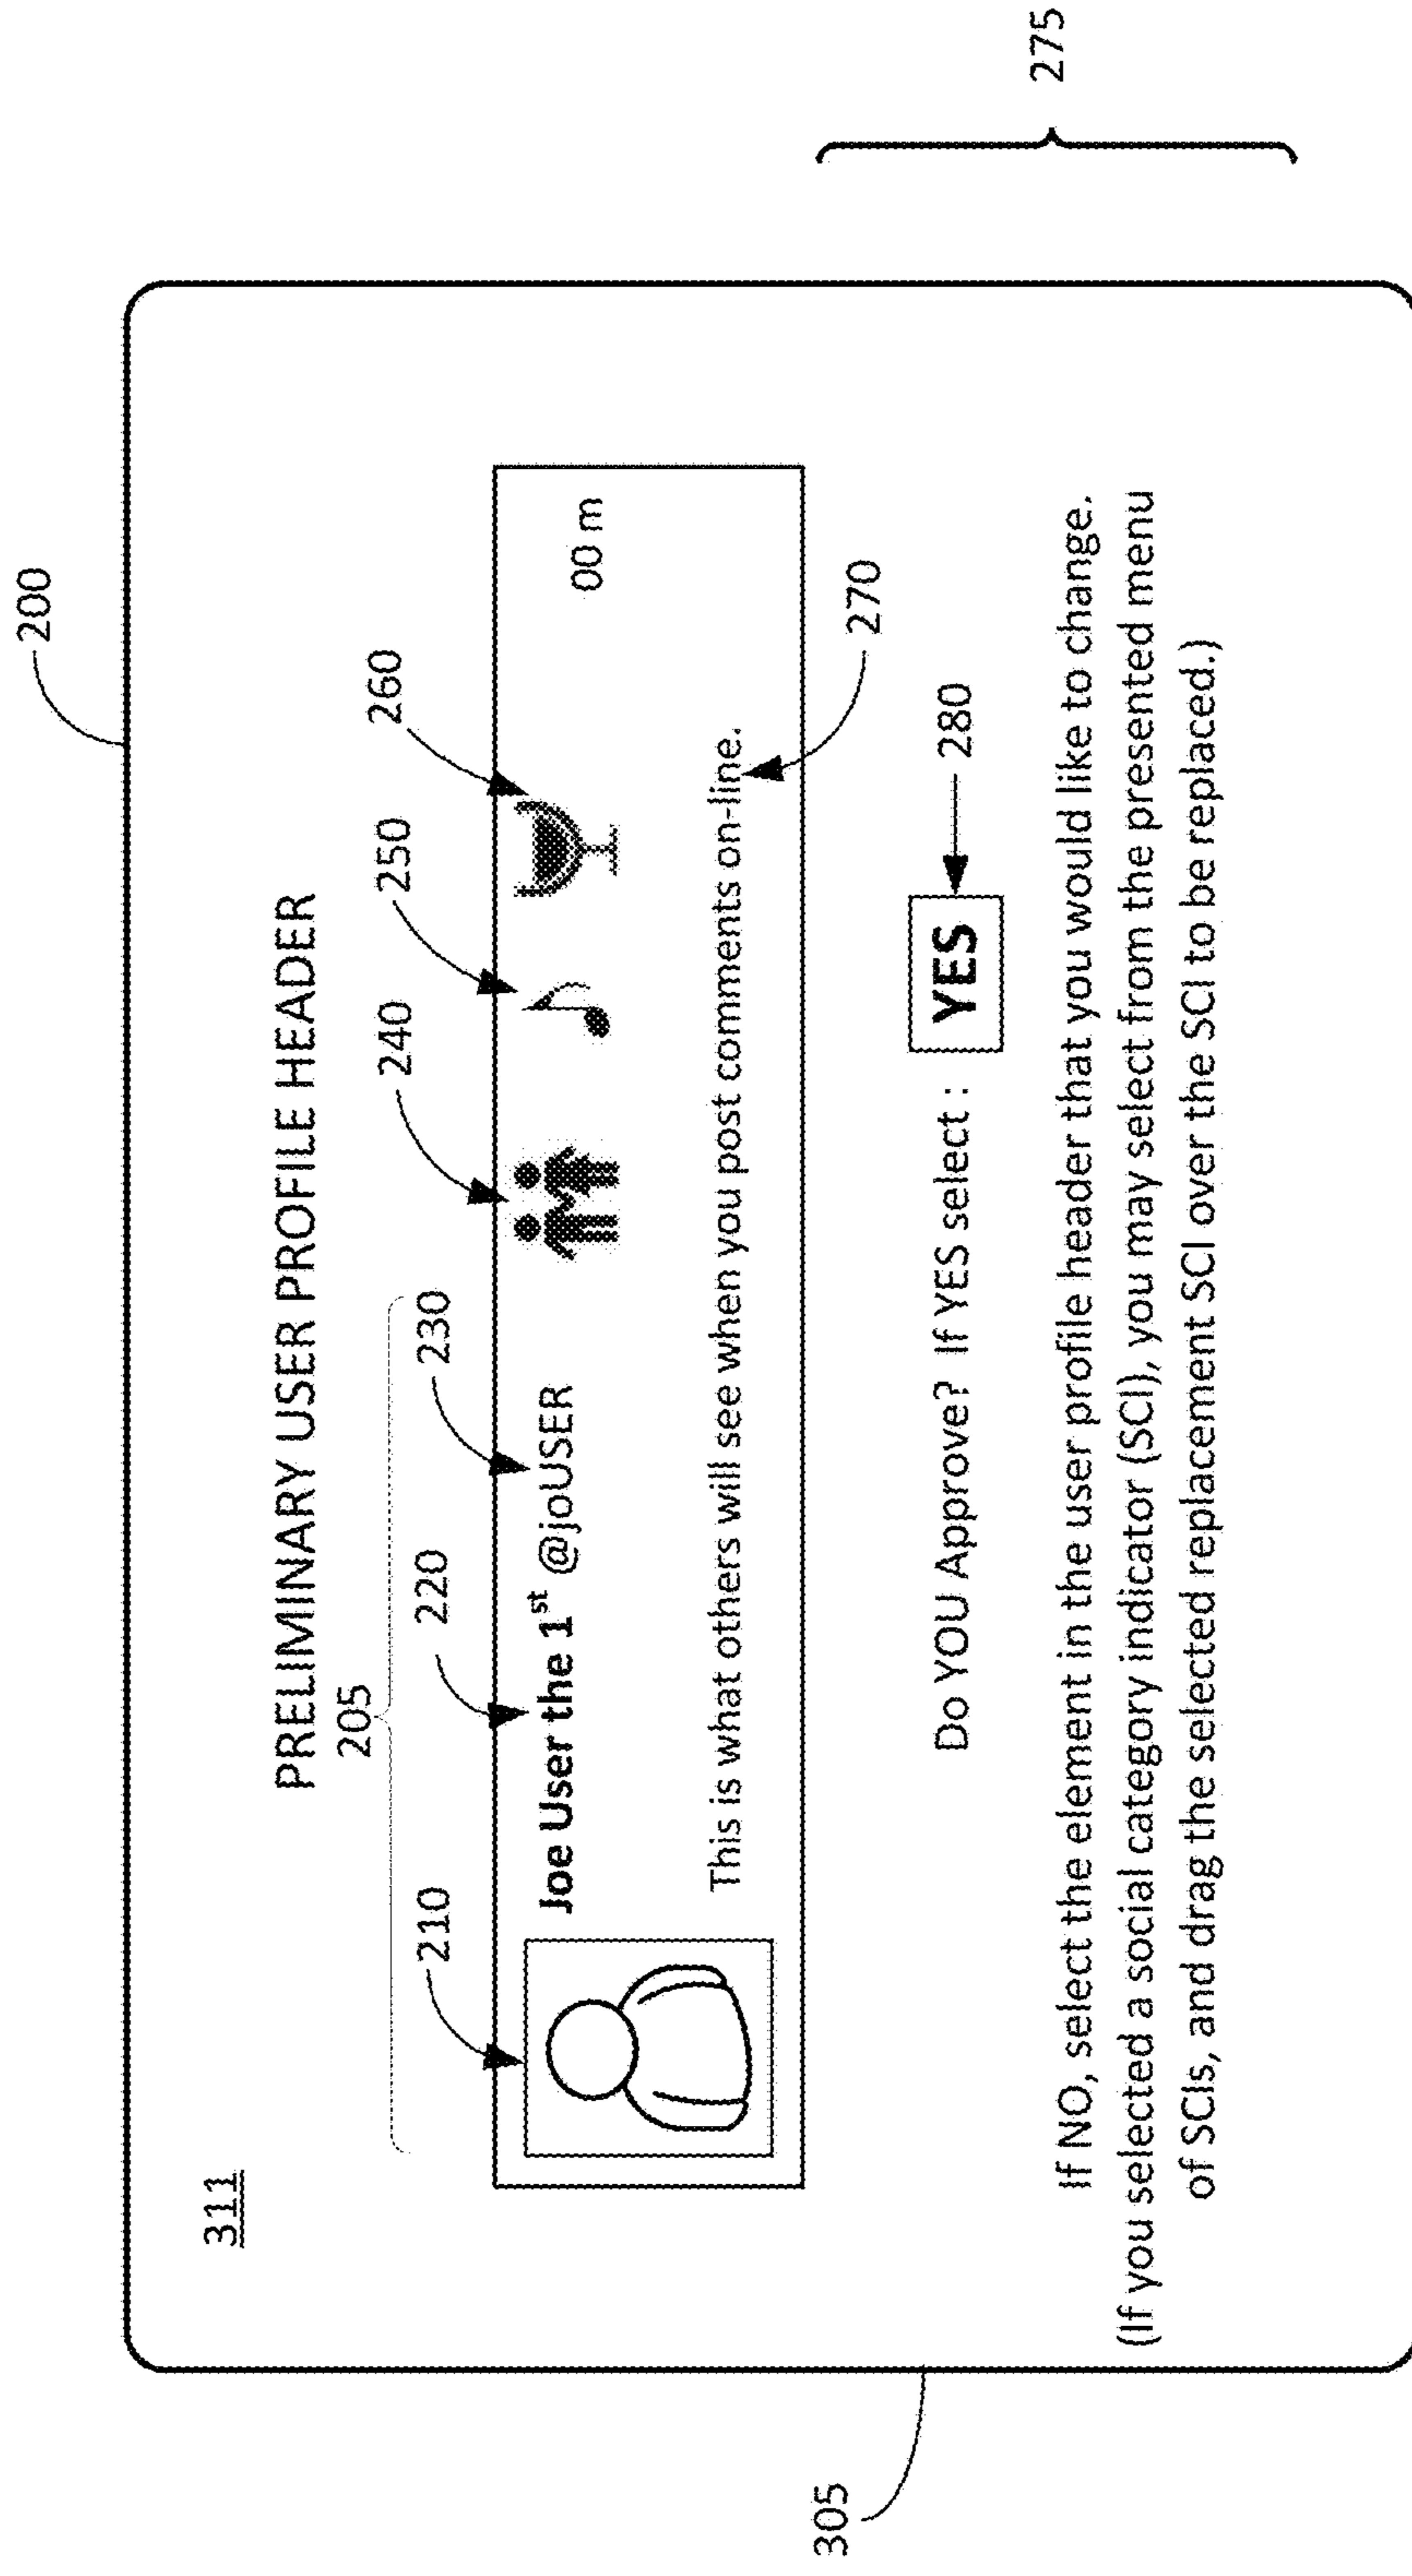 200
311
PRELIMINARY USER PROFILE HEADER
205
210
220
230
240
250
260
Joe User the 1st @joUSER
00 m
This is what others will see when you post comments on-line.
270
Do YOU Approve? If YES select :
YES
280
If NO, select the element in the user profile header that you would like to change.
(If you selected a social category indicator (SCI), you may select from the presented menu
of SCIs, and drag the selected replacement SCI over the SCI to be replaced.)
275
305